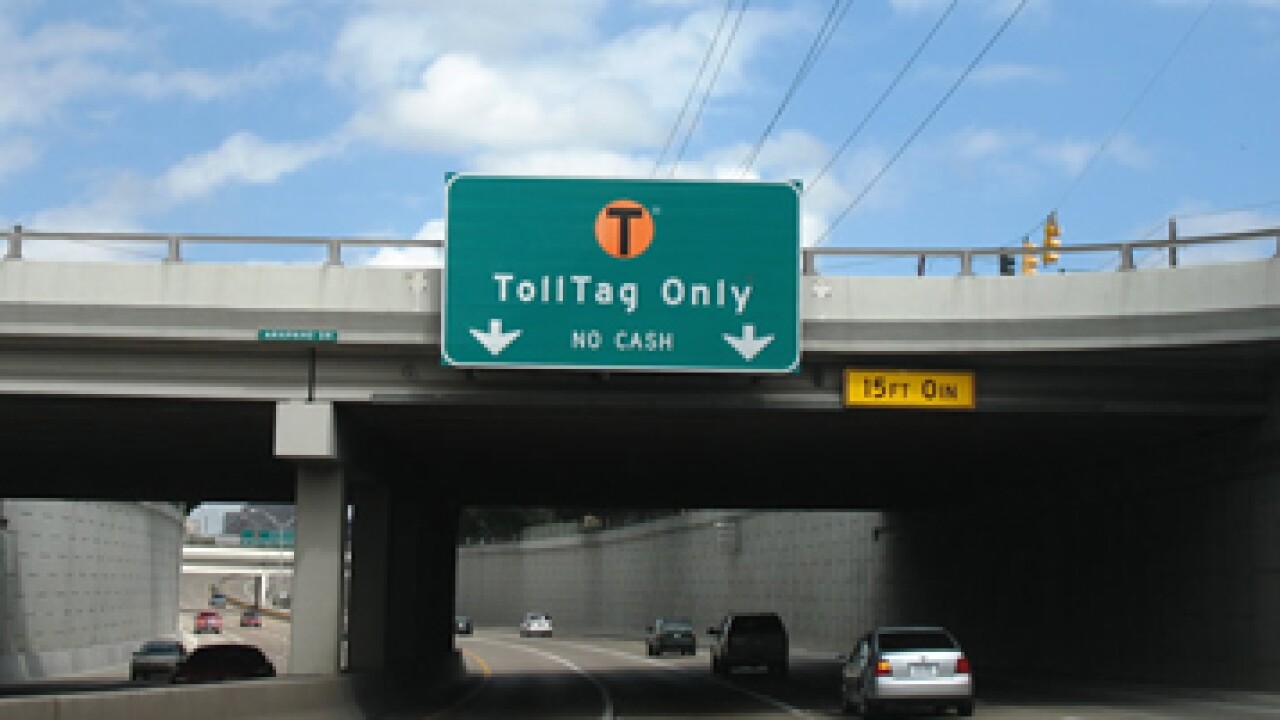 T
TollTag Only
NO CASH
15FT 0IN